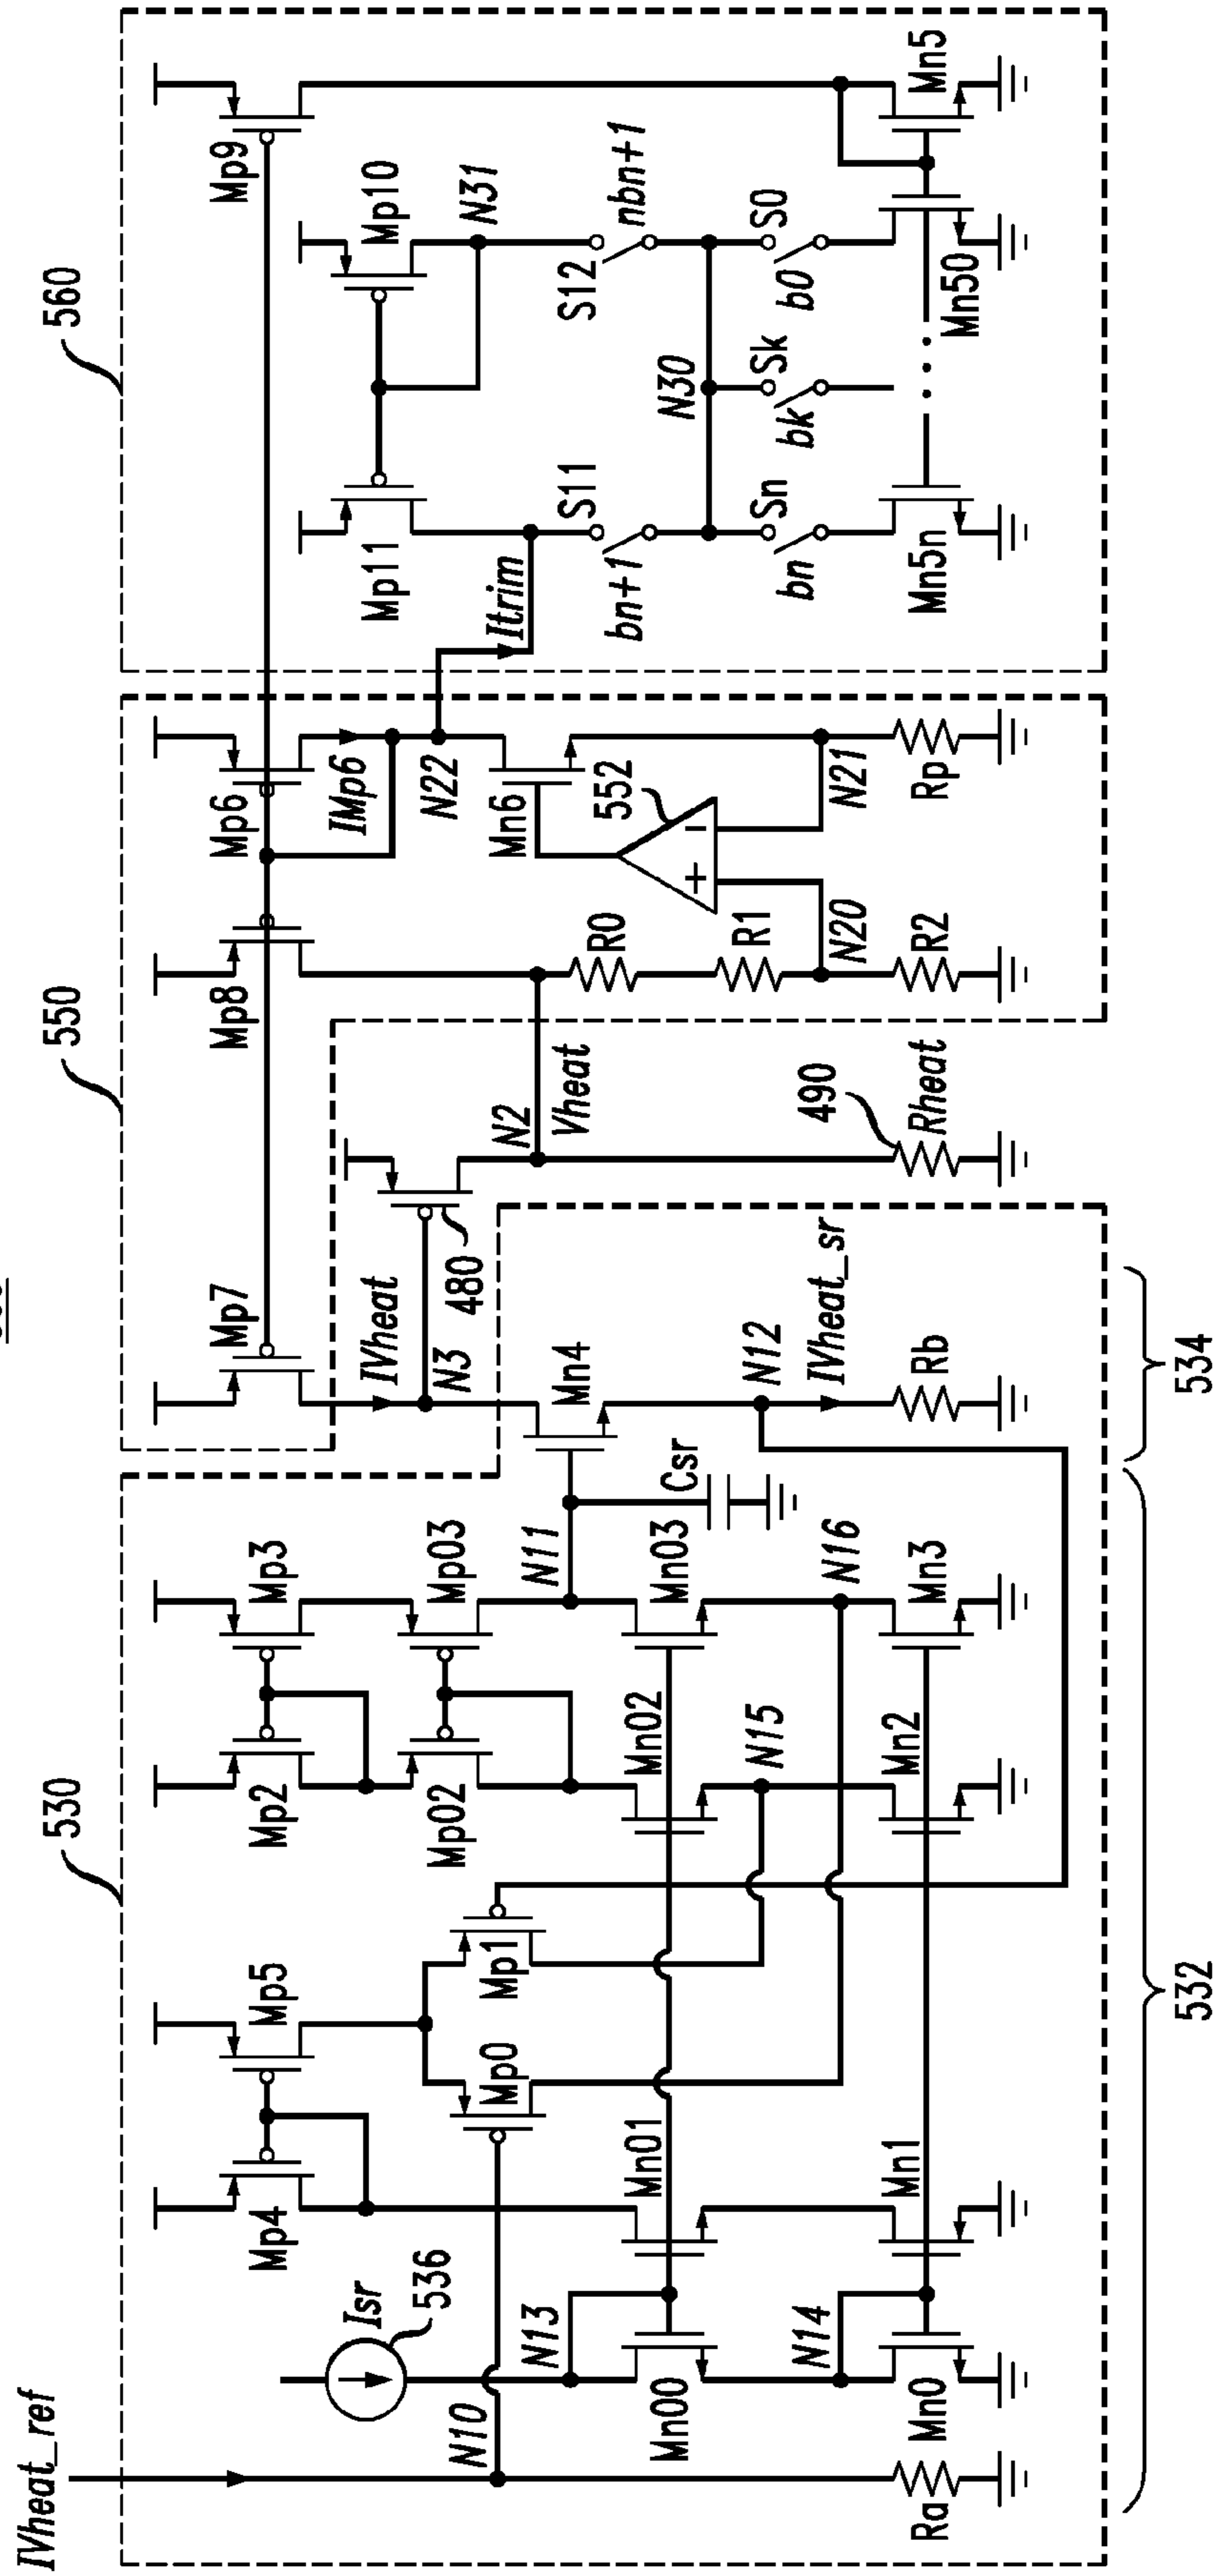 560
550
530
Mp9
Mp10
N31
Mp11
nbn+1
S12
S11
bn+1
Itrim
N30
S0
b0
Sk
bk
Sn
bn
Mn5
Mn50
Mn5n
Mp6
IMp6
N22
Mn6
552
−
+
N21
Rp
Mp8
R0
R1
N20
R2
N2
Vheat
490
Rheat
480
Mp7
IVheat
N3
Mn4
N12
IVheat_sr
Rb
534
Csr
Mp3
Mp03
N11
Mn03
N16
Mn3
Mp2
Mp02
Mn02
N15
Mn2
Mp5
Mp1
Mp0
532
Mp4
Mn01
Mn1
Isr
536
N13
N14
Mn00
Mn0
IVheat_ref
N10
Ra